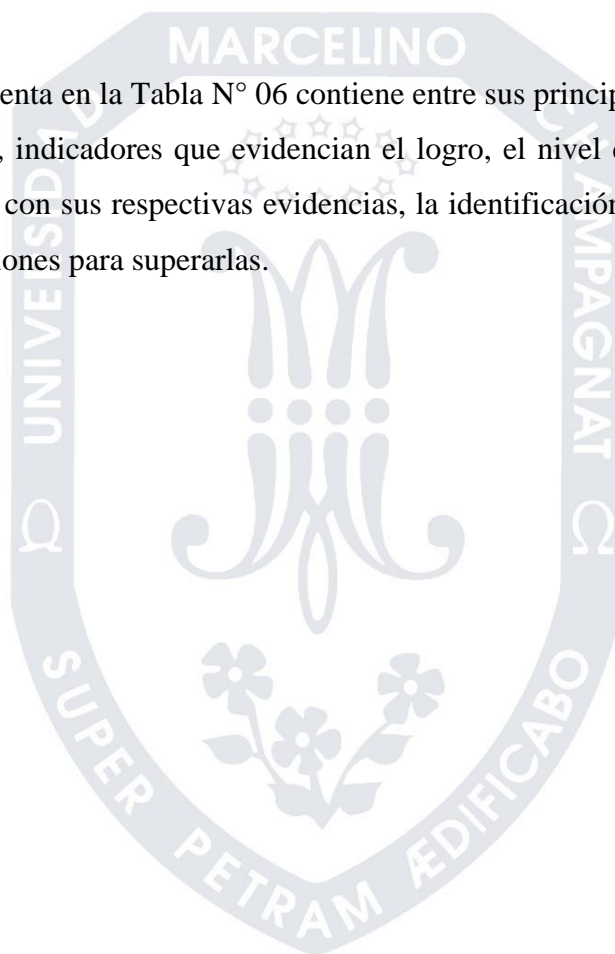 MARCELINO
enta en la Tabla N° 06 contiene entre sus princip
, indicadores que evidencian el logro, el nivel
con sus respectivas evidencias, la identificación
iones para superarlas.
UNIVERSIDAD
CHAMPAGNAT
SUPER PETRAM ÆDIFICABO